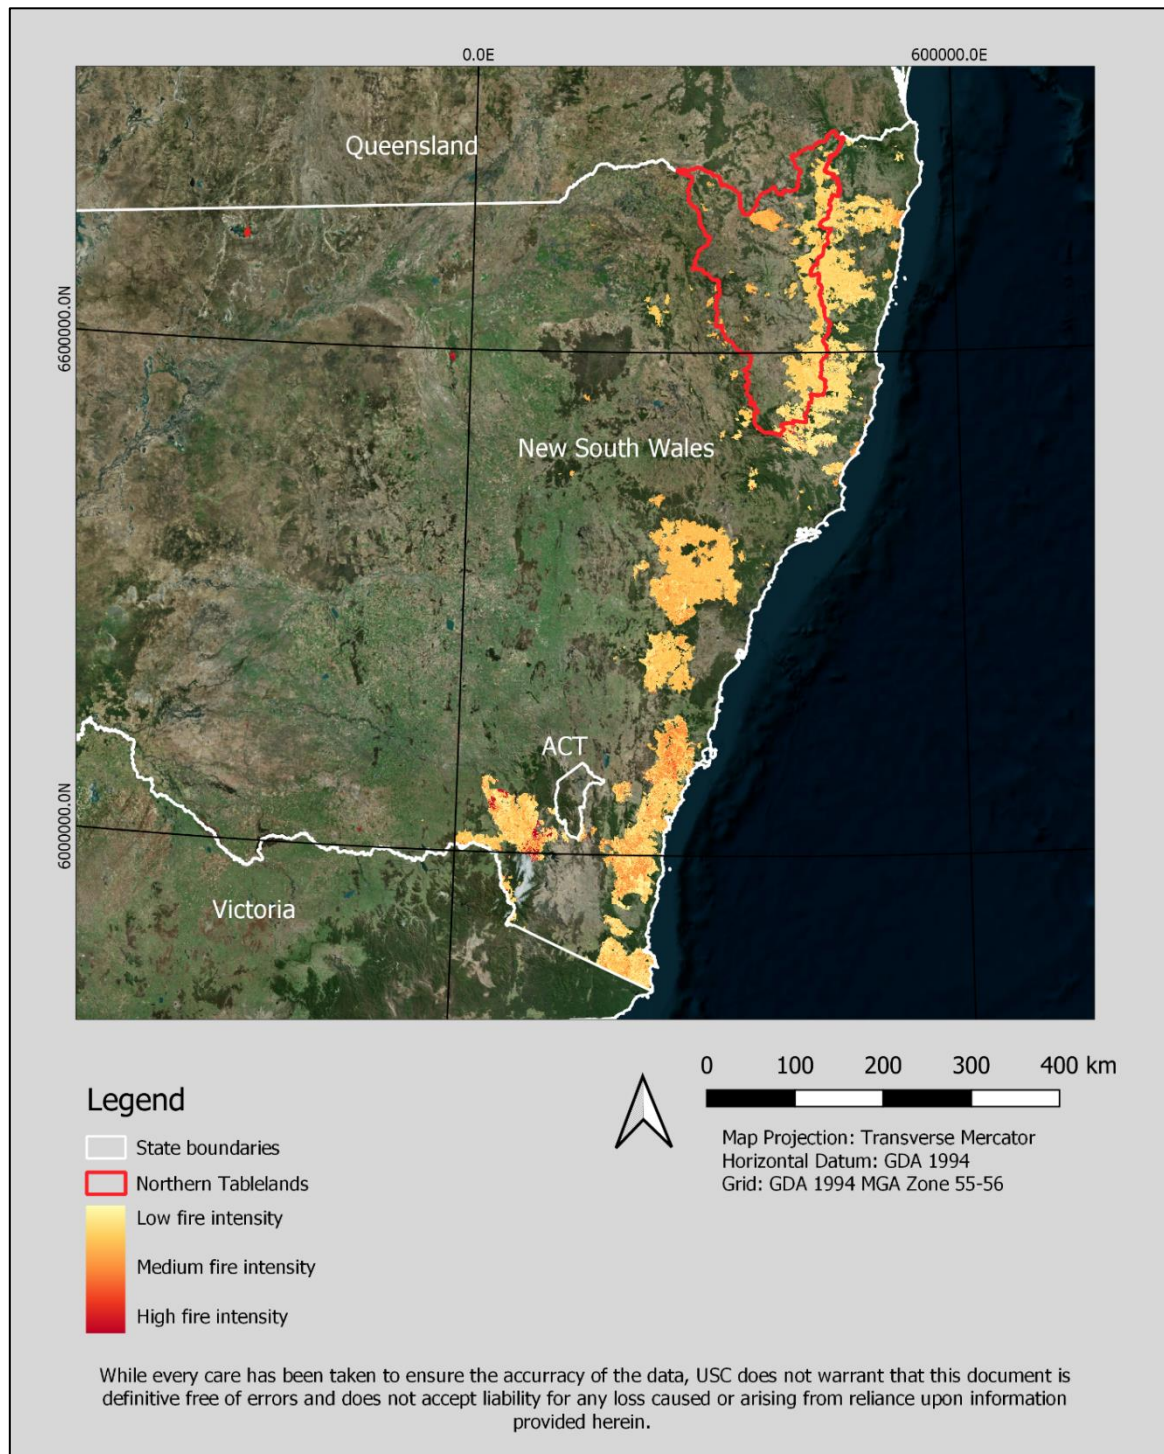 0.0E
600000.0E
Queensland
6600000.0N
New South Wales
ACT
6000000.0N
Victoria
0 100 200 300 400 km
Legend
State boundaries
Northern Tablelands
Low fire intensity
Medium fire intensity
High fire intensity
Map Projection: Transverse Mercator
Horizontal Datum: GDA 1994
Grid: GDA 1994 MGA Zone 55-56
While every care has been taken to ensure the accurracy of the data, USC does not warrant that this document is
definitive free of errors and does not accept liability for any loss caused or arising from reliance upon information
provided herein.